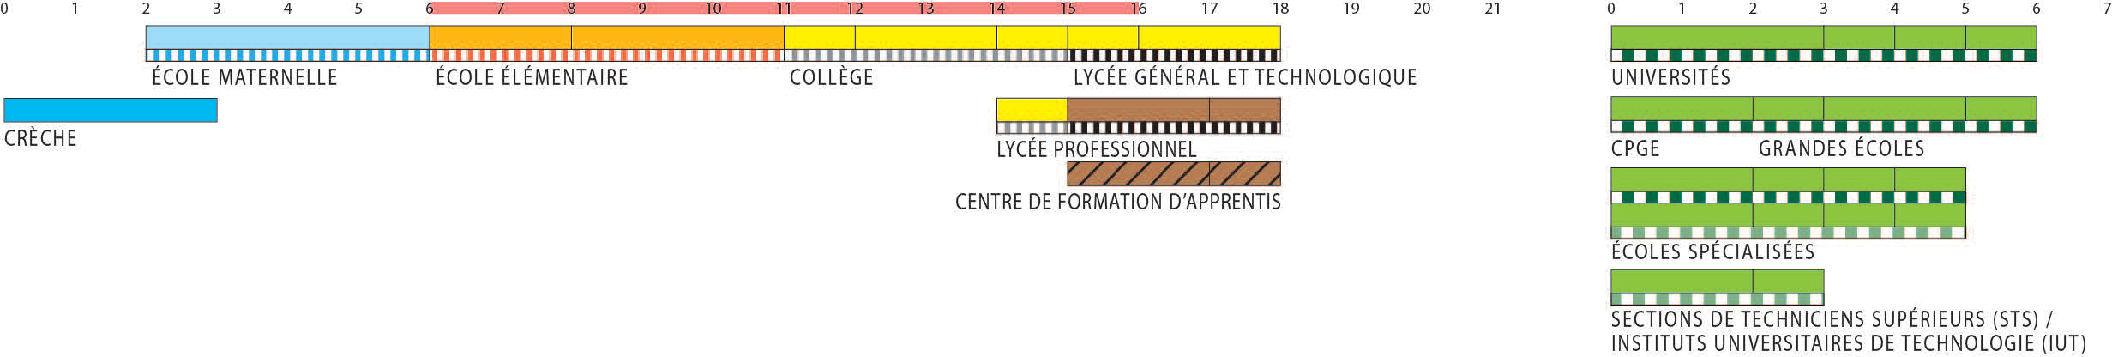 0 1 2 3 4 5 6 7 8 9 10 11 12 13 14 15 16 17 18 19 20 21 0 1 2 3 4 5 6 7
ÉCOLE MATERNELLE ÉCOLE ÉLÉMENTAIRE COLLÈGE LYCÉE GÉNÉRAL ET TECHNOLOGIQUE UNIVERSITÉS
CRÈCHE
LYCÉE PROFESSIONNEL CPGE GRANDES ÉCOLES
CENTRE DE FORMATION D’APPRENTIS
ÉCOLES SPÉCIALISÉES
SECTIONS DE TECHNICIENS SUPÉRIEURS (STS) /
INSTITUTS UNIVERSITAIRES DE TECHNOLOGIE (IUT)